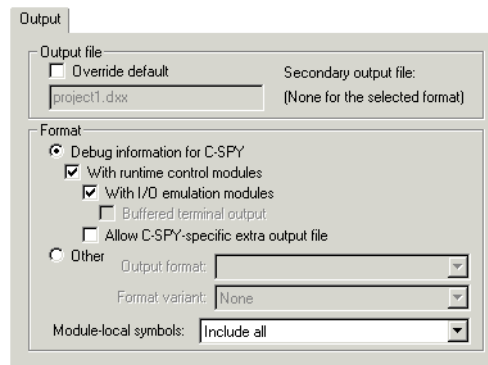 Output
Output file
Override default
Secondary output file:
project1.dxx
(None for the selected format)
Format
Debug information for C-SPY
With runtime control modules
With I/O emulation modules
Buffered terminal output
Allow C-SPY-specific extra output file
Other
Output format:
Format variant: None
Module-local symbols: Include all